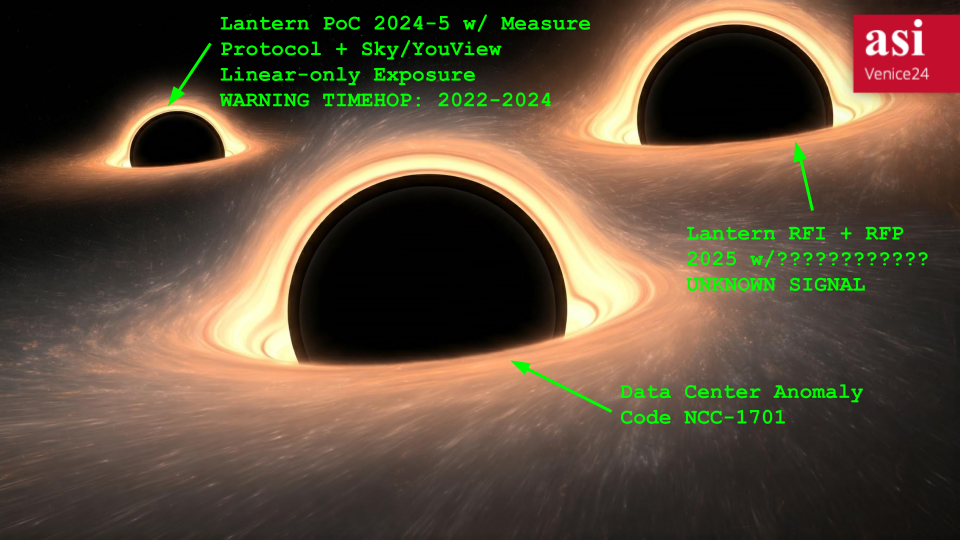 Lantern PoC 2024-5 w/ Measure
Protocol + Sky/YouView
Linear-only Exposure
WARNING TIMEHOP: 2022-2024
asi
Venice24
Lantern RFI + RFP
2025 w/????????????
UNKNOWN SIGNAL
Data Center Anomaly
Code NCC-1701